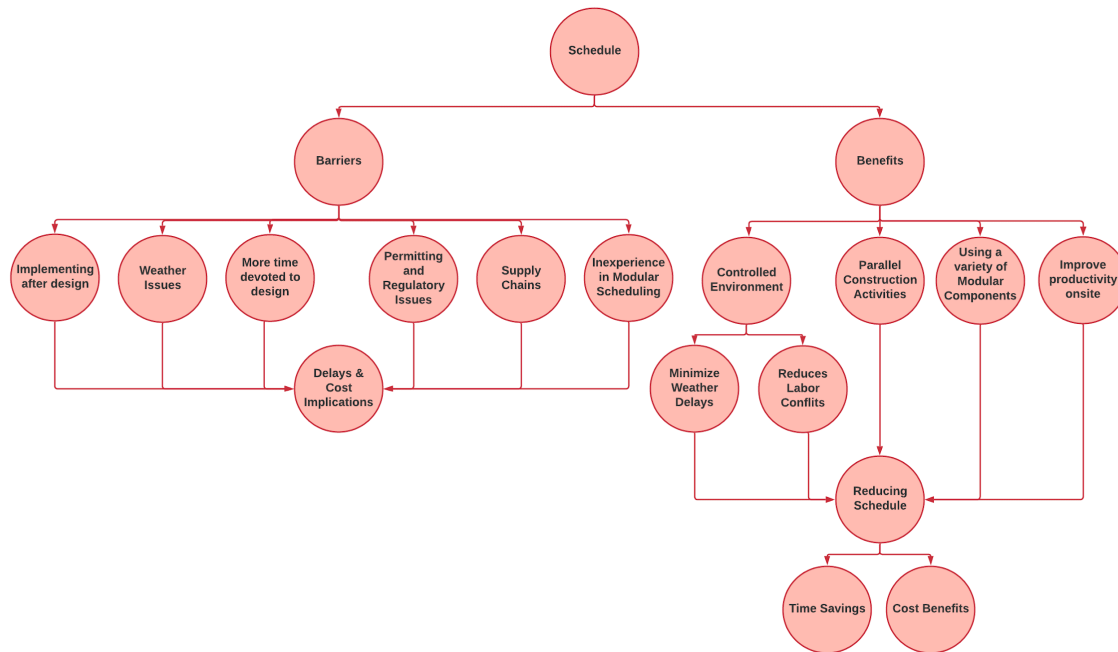 Schedule
Barriers
Benefits
Implementing
after design
Weather
Issues
More time
devoted to
design
Permitting
and
Regulatory
Issues
Supply
Chains
Inexperience
in Modular
Scheduling
Controlled
Environment
Parallel
Construction
Activities
Using a
variety of
Modular
Components
Improve
productivity
onsite
Delays &
Cost
Implications
Minimize
Weather
Delays
Reduces
Labor
Conflits
Reducing
Schedule
Time Savings
Cost Benefits